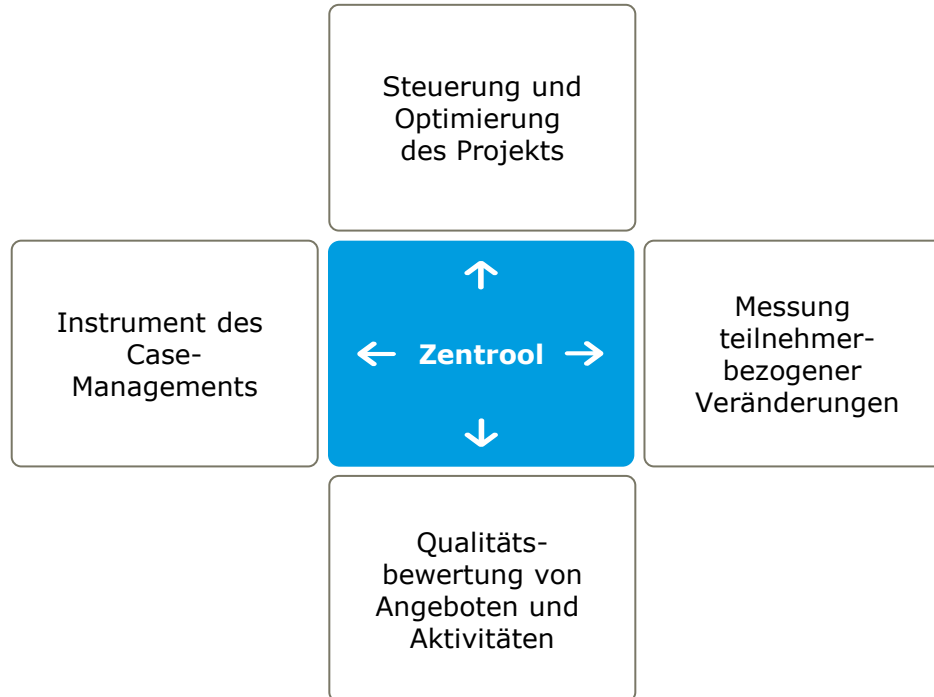 Steuerung und
Optimierung
des Projekts
Instrument des
Case-
Managements
Zentrool
Messung
teilnehmer-
bezogener
Veränderungen
Qualitäts-
bewertung von
Angeboten und
Aktivitäten